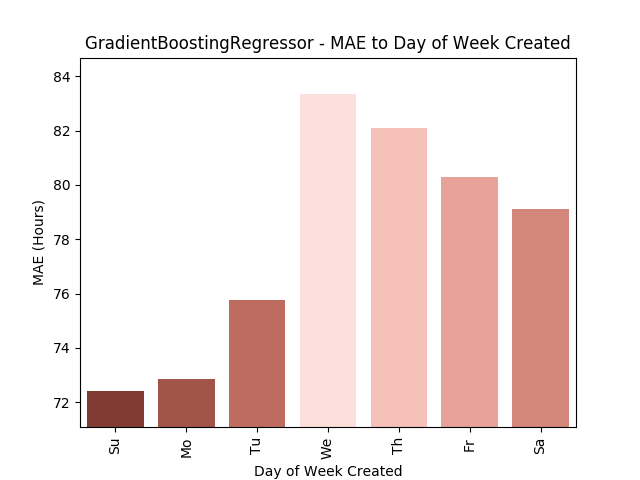 GradientBoostingRegressor - MAE to Day of Week Created
84
82
80
78
76
74
72
MAE (Hours)
Su
Mo
Tu
We
Th
Fr
Sa
Day of Week Created